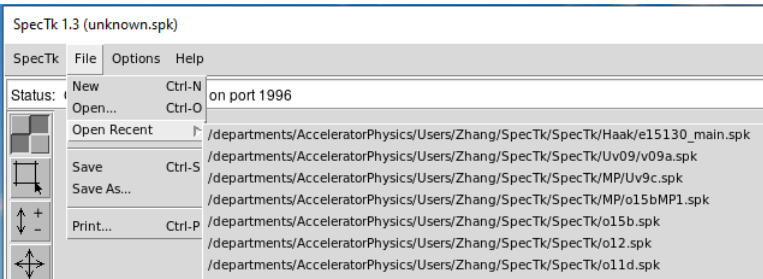 SpecTk 1.3 (unknown.spk)
SpecTk File Options Help
Status: on port 1996
New Ctrl-N
Open... Ctrl-O
Open Recent
/departments/AcceleratorPhysics/Users/Zhang/SpecTk/SpecTk/Haak/e15130_main.spk
/departments/AcceleratorPhysics/Users/Zhang/SpecTk/SpecTk/Uv09/v09a.spk
Save Ctrl-S
/departments/AcceleratorPhysics/Users/Zhang/SpecTk/SpecTk/MP/Uv9c.spk
Save As...
/departments/AcceleratorPhysics/Users/Zhang/SpecTk/SpecTk/MP/o15bMP1.spk
Print... Ctrl-P
/departments/AcceleratorPhysics/Users/Zhang/SpecTk/SpecTk/o15b.spk
/departments/AcceleratorPhysics/Users/Zhang/SpecTk/SpecTk/o12.spk
/departments/AcceleratorPhysics/Users/Zhang/SpecTk/SpecTk/o11d.spk